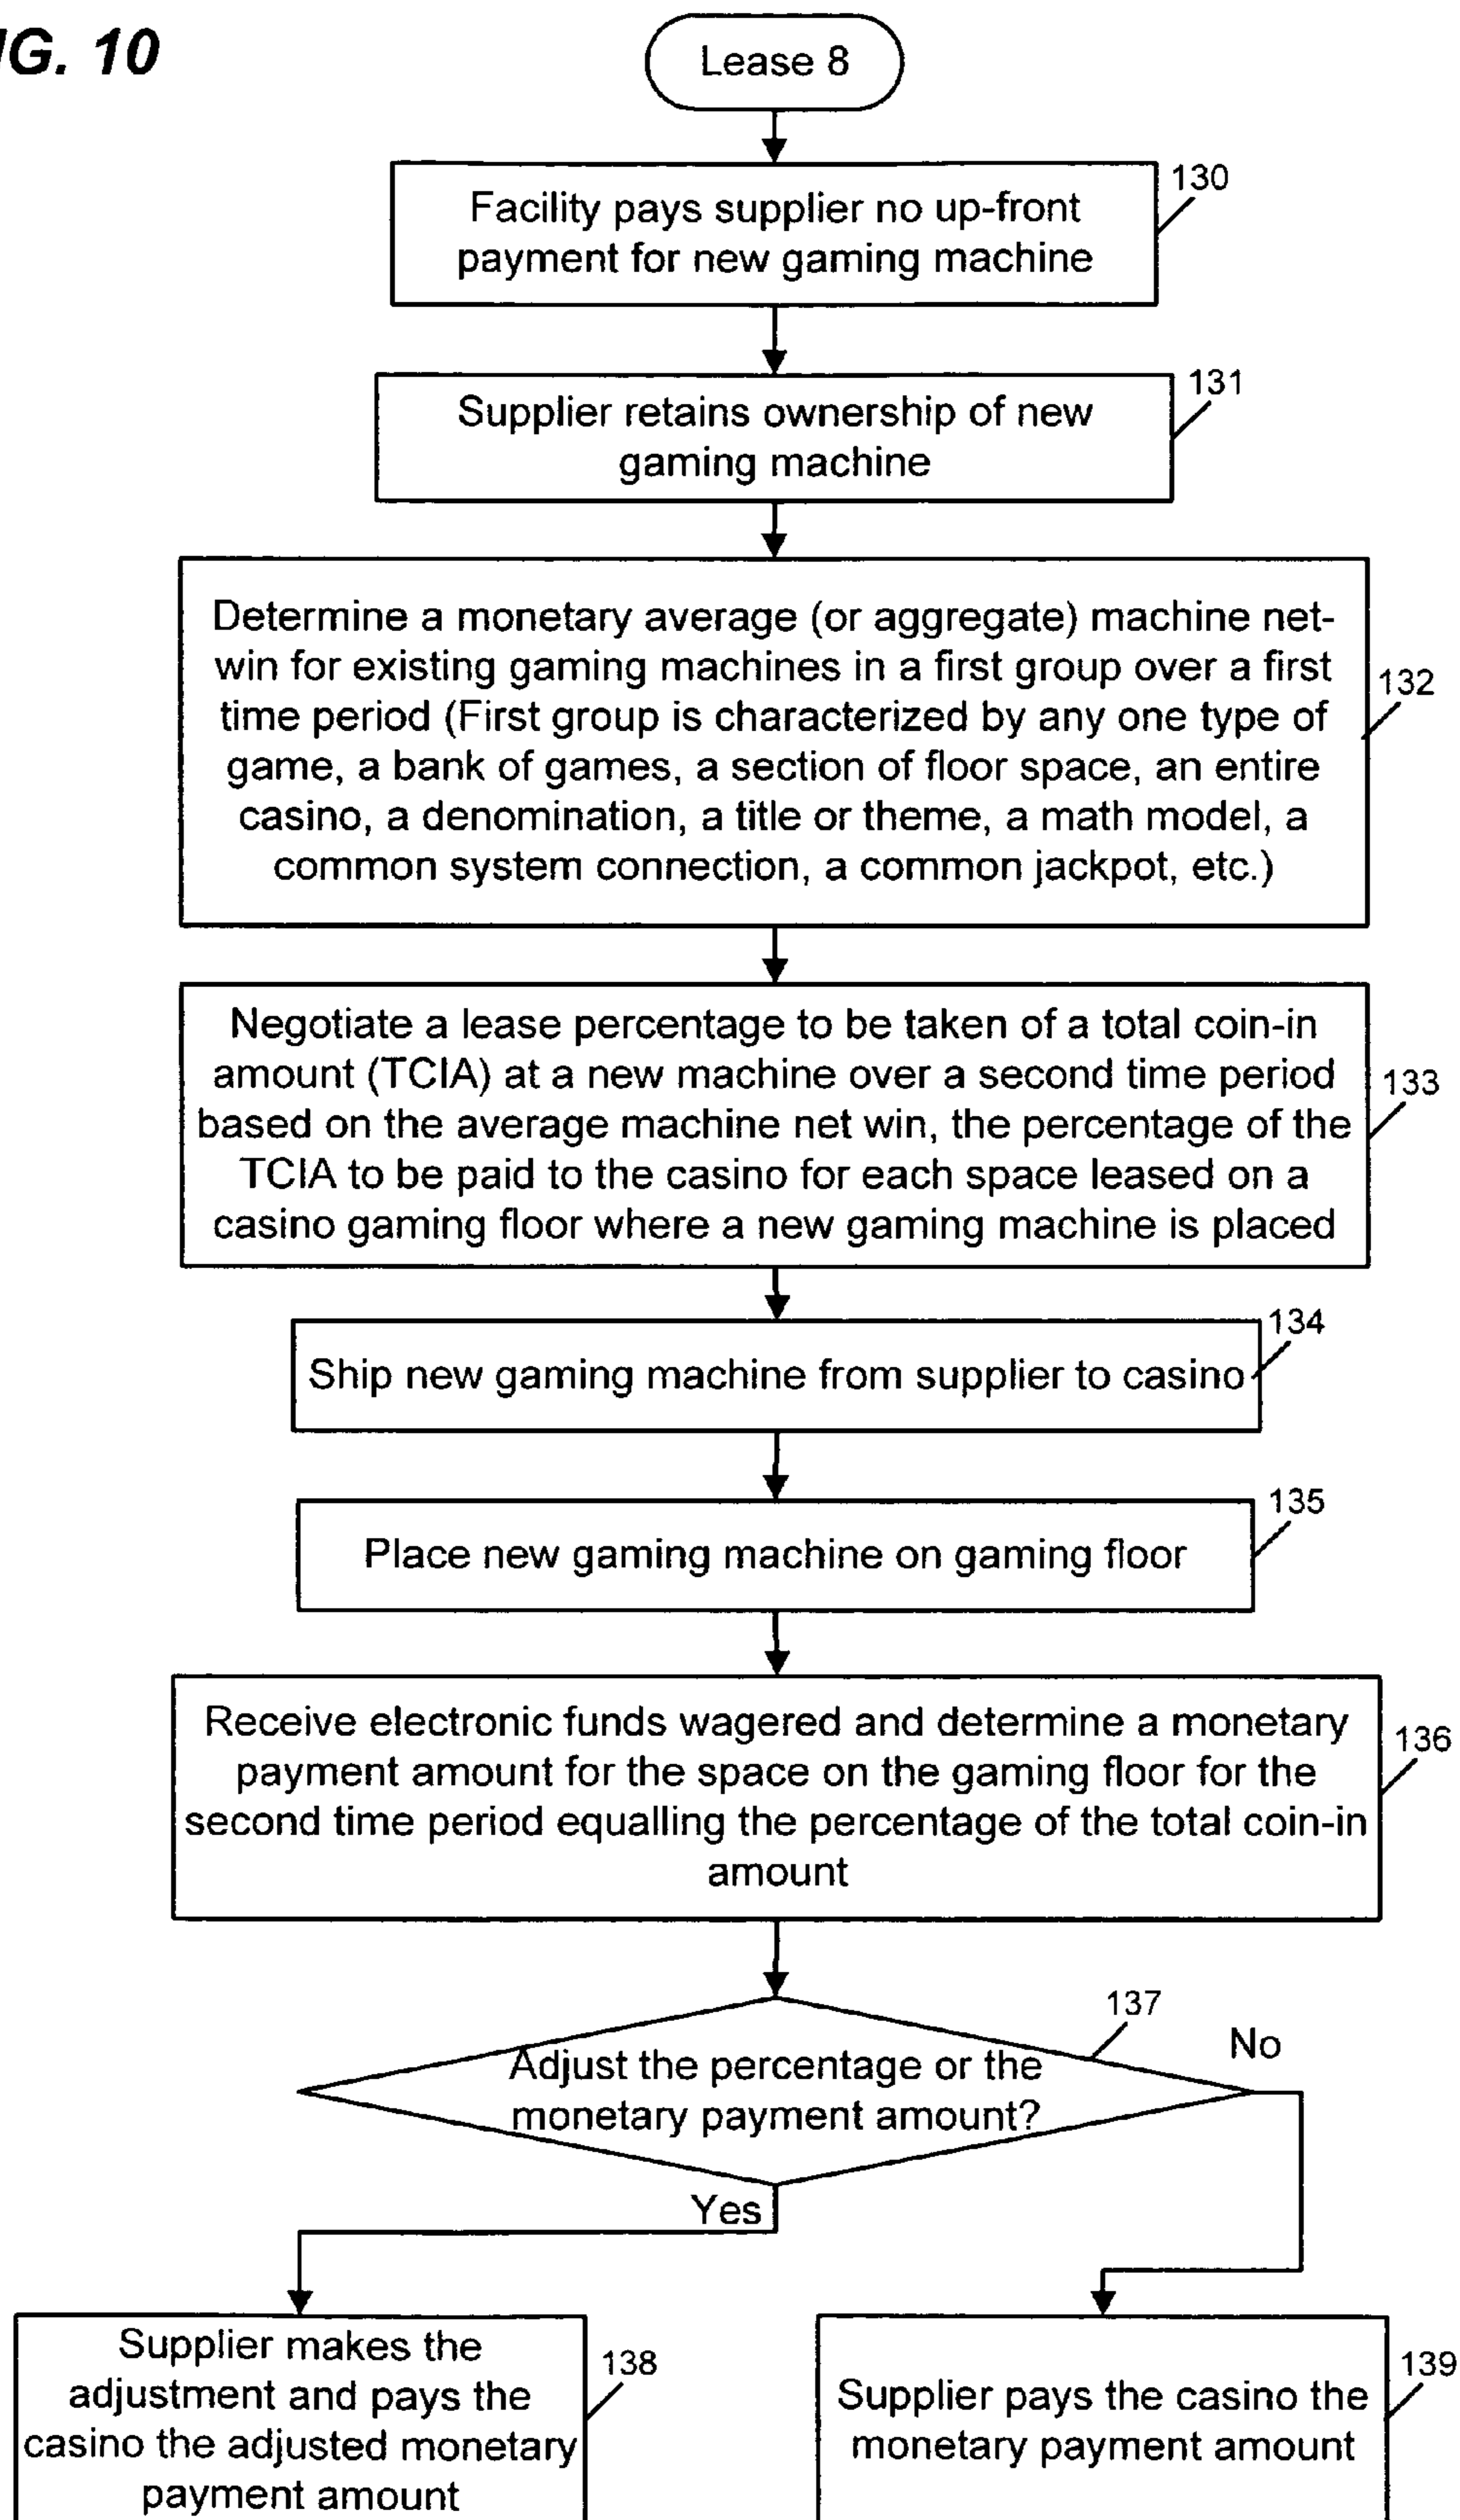 G. 10
Lease 8
130
Facility pays supplier no up-front
payment for new gaming machine
131
Supplier retains ownership of new
gaming machine
Determine a monetary average (or aggregate) machine net-
win for existing gaming machines in a first group over a first
time period (First group is characterized by any one type of
game, a bank of games, a section of floor space, an entire
casino, a denomination, a title or theme, a math model, a
common system connection, a common jackpot, etc.)
132
Negotiate a lease percentage to be taken of a total coin-in
amount (TCIA) at a new machine over a second time period
based on the average machine net win, the percentage of the
TCIA to be paid to the casino for each space leased on a
casino gaming floor where a new gaming machine is placed
133
134
Ship new gaming machine from supplier to casino
135
Place new gaming machine on gaming floor
Receive electronic funds wagered and determine a monetary
payment amount for the space on the gaming floor for the
second time period equalling the percentage of the total coin-in
amount
136
137
No
Adjust the percentage or the
monetary payment amount?
Yes
Supplier makes the
adjustment and pays the
casino the adjusted monetary
payment amount
138
Supplier pays the casino the
monetary payment amount
139